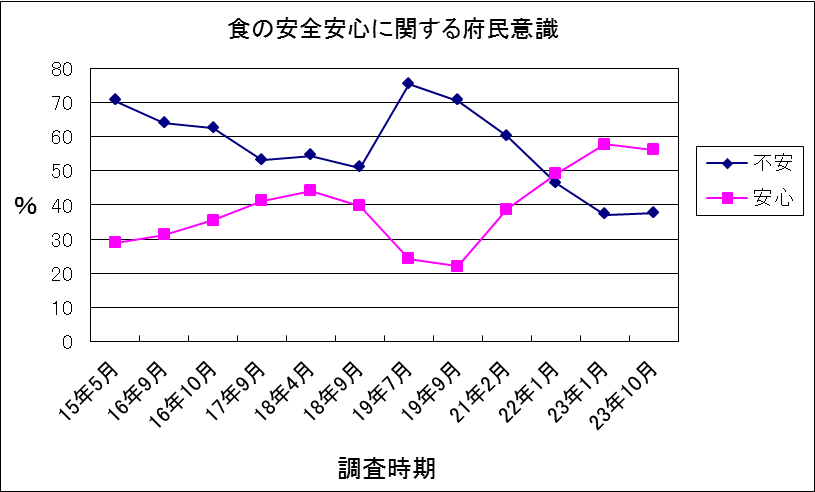 食の安全安心に関する府民意識
80
70
60
50
40
30
20
10
0
%
不安
安心
15年5月
16年9月
16年10月
17年9月
18年4月
18年9月
19年7月
19年9月
21年2月
22年1月
23年1月
23年10月
調査時期